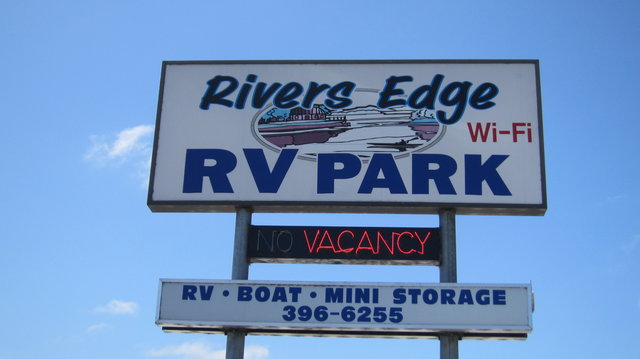 Rivers Edge
Wi-Fi
RV PARK
NO VACANCY
RV • BOAT • MINI STORAGE
396-6255